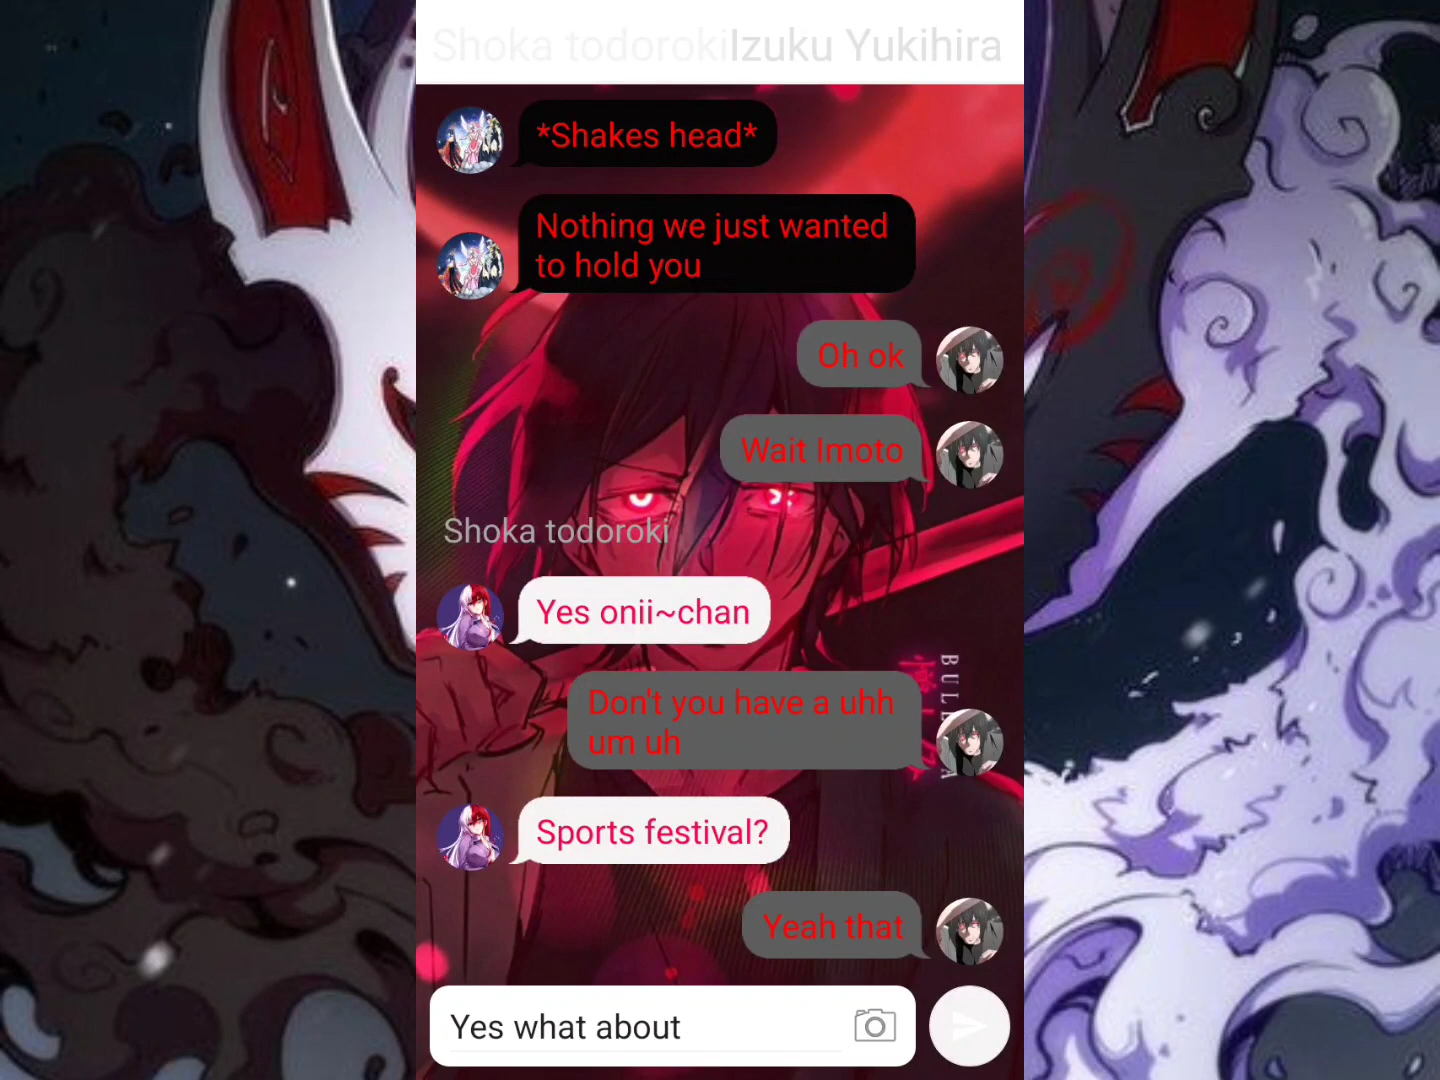 Shoka todorokiIzuku Yukihira
*Shakes head*
Nothing we just wanted
to hold you
Oh ok
Wait Imoto
Shoka todoroki
Yes onii~chan
Don't you have a uhh
um uh
Sports festival?
Yeah that
Yes what about